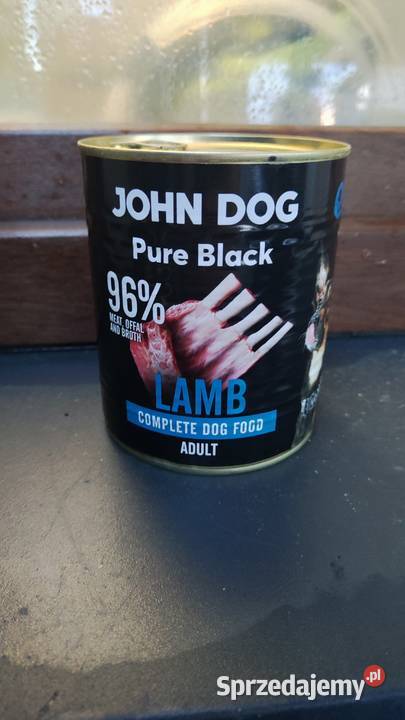 JOHN DOG
Pure Black
96%
MEAT, OFFAL
AND BROTH
LAMB
COMPLETE DOG FOOD
ADULT
Sprzedajemy.pl